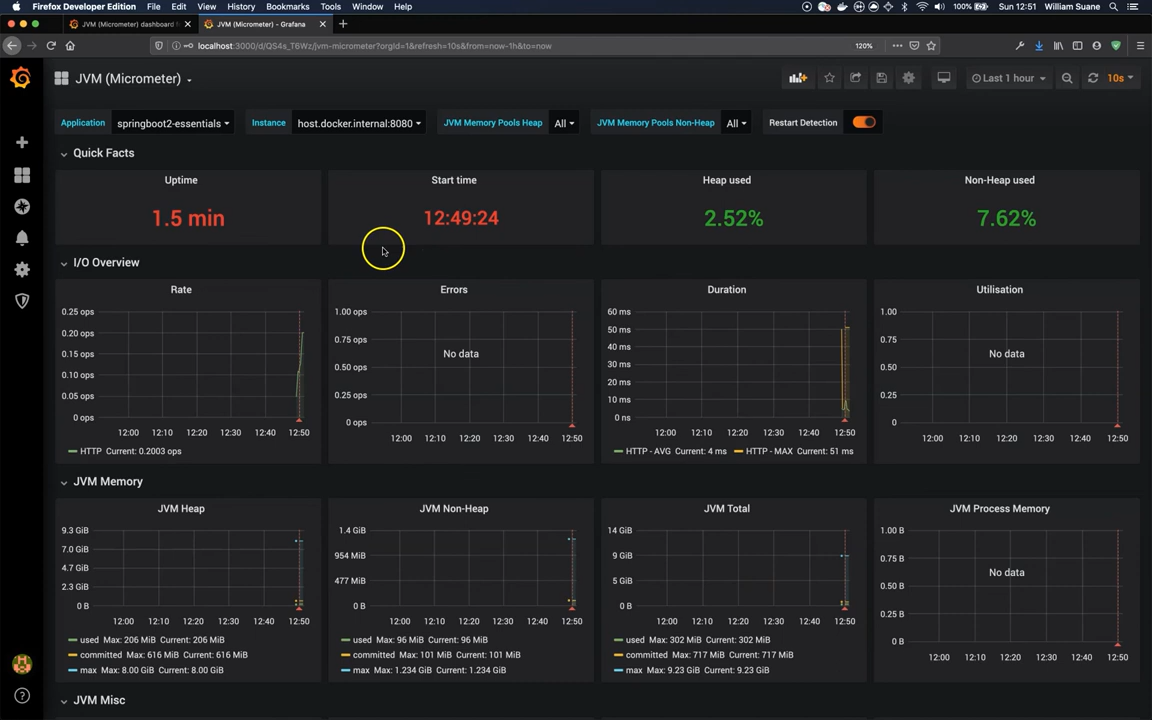 Firefox Developer Edition File Edit View History Bookmarks Tools Window Help 100% Sun 12:51 William Suane
JVM (Micrometer) dashboard
JVM (Micrometer) - Grafana
localhost:3000/d/QS4s_T6Wz/jvm-micrometer?orgId=1&refresh=10s&from=now-1h&to=now 120%
JVM (Micrometer) Last 1 hour 10s
Application springboot2-essentials Instance host.docker.internal:8080 JVM Memory Pools Heap All JVM Memory Pools Non-Heap All Restart Detection
Quick Facts
Uptime Start time Heap used Non-Heap used
1.5 min 12:49:24 2.52% 7.62%
I/O Overview
Rate Errors Duration Utilisation
0.25 ops 1.00 ops 60 ms 1.00
50 ms
0.20 ops 0.75 ops 0.75
40 ms
0.15 ops No data 0.50 ops 30 ms No data 0.50
0.10 ops 20 ms
0.05 ops 0.25 ops 10 ms 0.25
0 ops 0 ops 0 ns 0
12:00 12:10 12:20 12:30 12:40 12:50 12:00 12:10 12:20 12:30 12:40 12:50 12:00 12:10 12:20 12:30 12:40 12:50 12:00 12:10 12:20 12:30 12:40 12:50
HTTP Current: 0.2003 ops HTTP - AVG Current: 4 ms HTTP - MAX Current: 51 ms
JVM Memory
JVM Heap JVM Non-Heap JVM Total JVM Process Memory
9.3 GiB 1.4 GiB 14 GiB 1.00 B
7.0 GiB 954 MiB 9 GiB 0.75 B
4.7 GiB No data 0.50 B
2.3 GiB 477 MiB 5 GiB 0.25 B
0 B 0 B 0 B 0 B
12:00 12:10 12:20 12:30 12:40 12:50 12:00 12:10 12:20 12:30 12:40 12:50 12:00 12:10 12:20 12:30 12:40 12:50 12:00 12:10 12:20 12:30 12:40 12:50
used Max: 206 MiB Current: 206 MiB used Max: 96 MiB Current: 96 MiB used Max: 302 MiB Current: 302 MiB
committed Max: 616 MiB Current: 616 MiB committed Max: 101 MiB Current: 101 MiB committed Max: 717 MiB Current: 717 MiB
max Max: 8.00 GiB Current: 8.00 GiB max Max: 1.234 GiB Current: 1.234 GiB max Max: 9.23 GiB Current: 9.23 GiB
JVM Misc